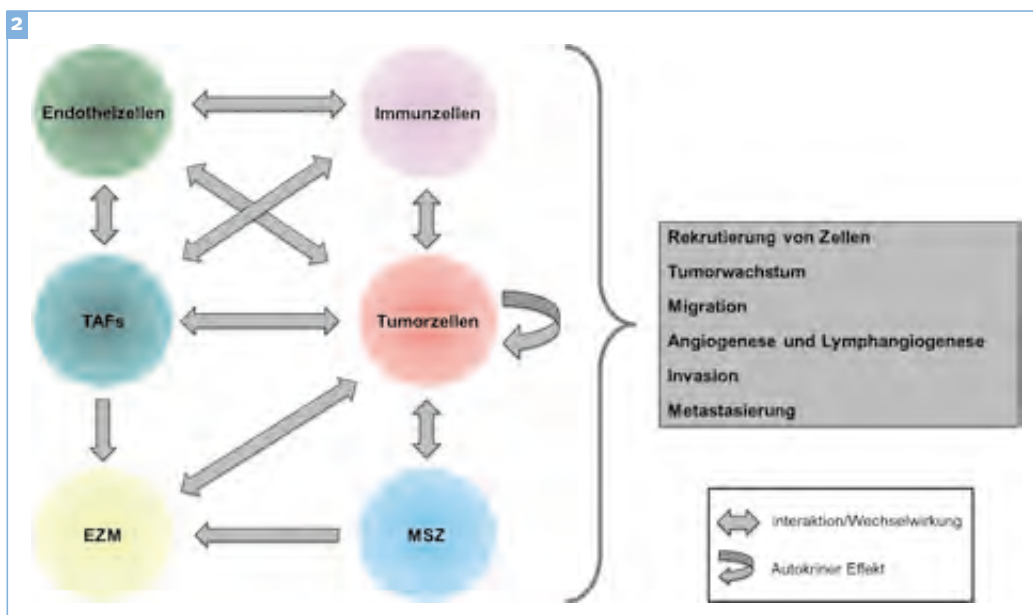 2
Endothelzellen
Immunzellen
TAFs
Tumorzellen
EZM
MSZ
Rekrutierung von Zellen
Tumorwachstum
Migration
Angiogenese und Lymphangiogenese
Invasion
Metastasierung
Interaktion/Wechselwirkung
Autokriner Effekt